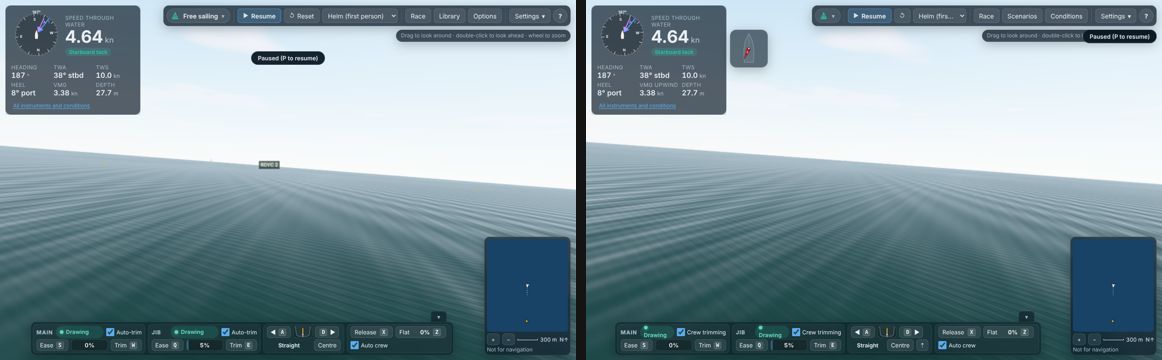 SPEED THROUGH
WATER
4.64 kn
Starboard tack
HEADING TWA TWS
187 ° 38° stbd 10.0 kn
HEEL VMG DEPTH
8° port 3.38 kn 27.7 m
All instruments and conditions
Free sailing ▾ Resume Reset Helm (first person) Race Library Options Settings ▾ ?
Drag to look around · double-click to look ahead · wheel to zoom
Paused (P to resume)
MAIN Drawing Auto-trim JIB Drawing Auto-trim ◀ A D ▶ Release X Flat 0% Z
Ease S 0% Trim W Ease Q 5% Trim E Straight Centre Auto crew
+ − 300 m N↑
Not for navigation
SPEED THROUGH
WATER
4.64 kn
Starboard tack
HEADING TWA TWS
187 ° 38° stbd 10.0 kn
HEEL VMG UPWIND DEPTH
8° port 3.38 kn 27.7 m
All instruments and conditions
Resume Helm (firs... Race Scenarios Conditions Settings ▾ ?
Drag to look around · double-click to l
Paused (P to resume)
MAIN Drawing Crew trimming JIB Drawing Crew trimming ◀ A D ▶ Release X Flat 0% Z
Ease S 0% Trim W Ease Q 5% Trim E Straight Centre ↑ Auto crew
+ − 300 m N↑
Not for navigation